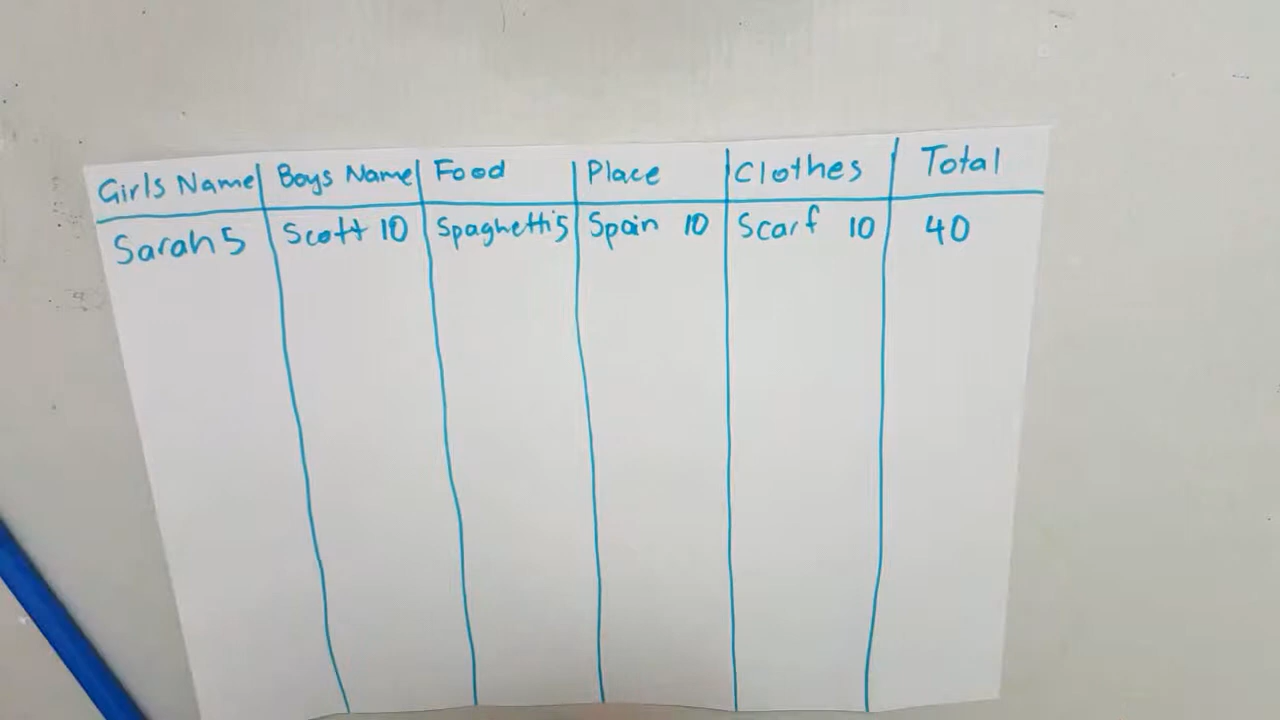 Girls Name Boys Name Food Place Clothes Total
Sarah 5 Scott 10 Spaghetti 5 Spain 10 Scarf 10 40